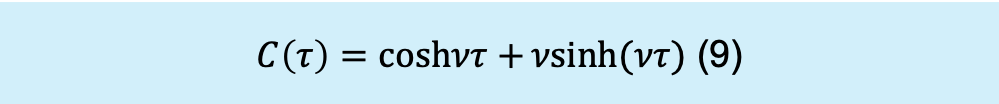 C(τ) = coshντ + νsinh(ντ) (9)